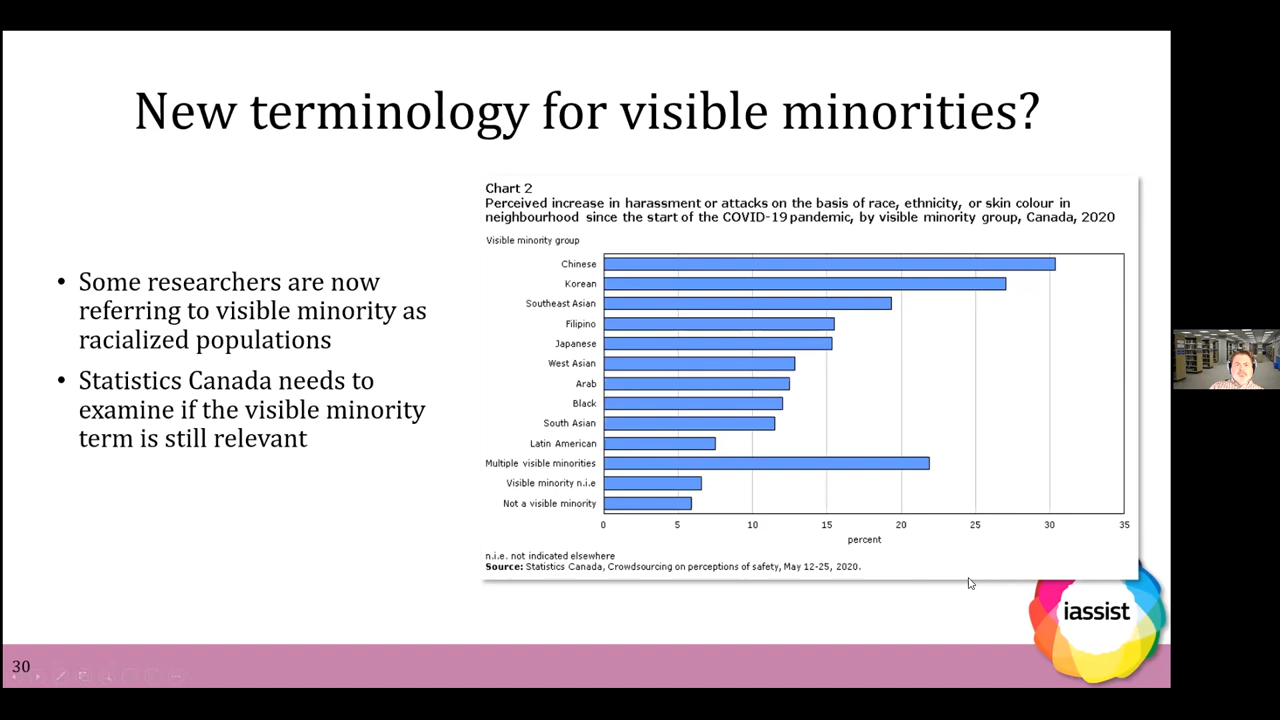 New terminology for visible minorities?
• Some researchers are now
referring to visible minority as
racialized populations
• Statistics Canada needs to
examine if the visible minority
term is still relevant
Chart 2
Perceived increase in harassment or attacks on the basis of race, ethnicity, or skin colour in
neighbourhood since the start of the COVID-19 pandemic, by visible minority group, Canada, 2020
Visible minority group
Chinese
Korean
Southeast Asian
Filipino
Japanese
West Asian
Arab
Black
South Asian
Latin American
Multiple visible minorities
Visible minority n.i.e
Not a visible minority
0 5 10 15 20 25 30 35
percent
n.i.e. not indicated elsewhere
Source: Statistics Canada, Crowdsourcing on perceptions of safety, May 12-25, 2020.
iassist
30